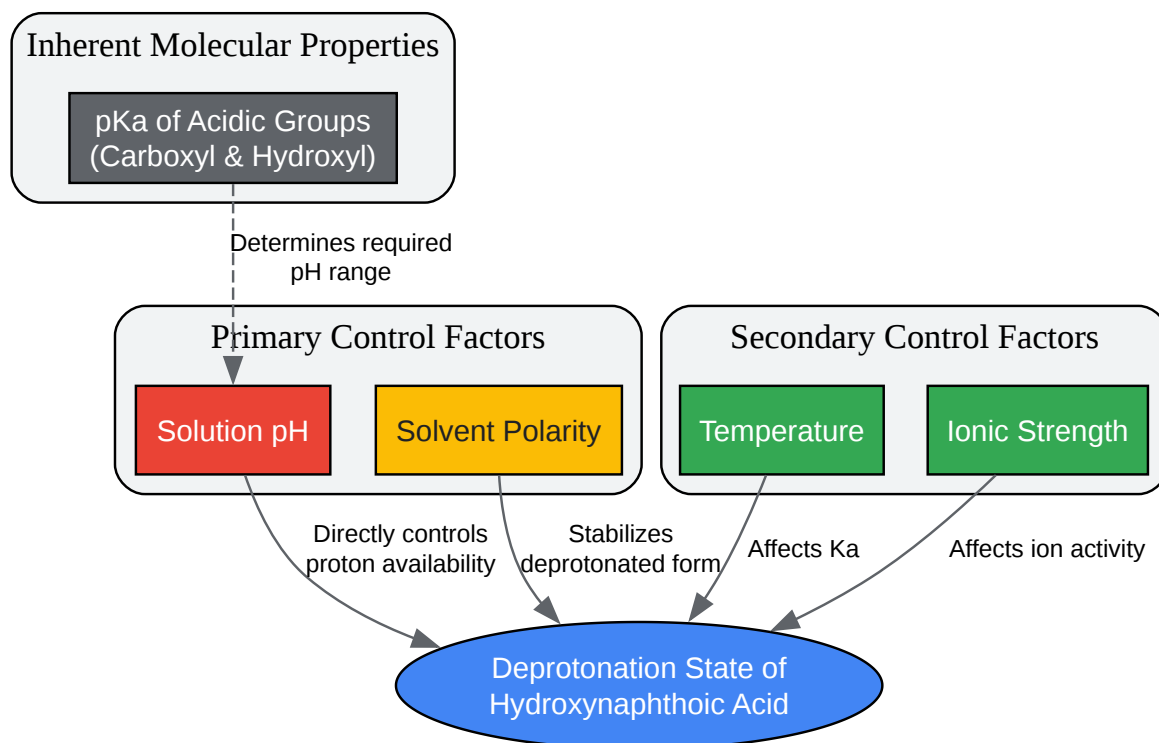 Inherent Molecular Properties
pKa of Acidic Groups
(Carboxyl & Hydroxyl)
Determines required
pH range
Primary Control Factors
Solution pH
Solvent Polarity
Secondary Control Factors
Temperature
Ionic Strength
Directly controls
proton availability
Stabilizes
deprotonated form
Affects Ka
Affects ion activity
Deprotonation State of
Hydroxynaphthoic Acid